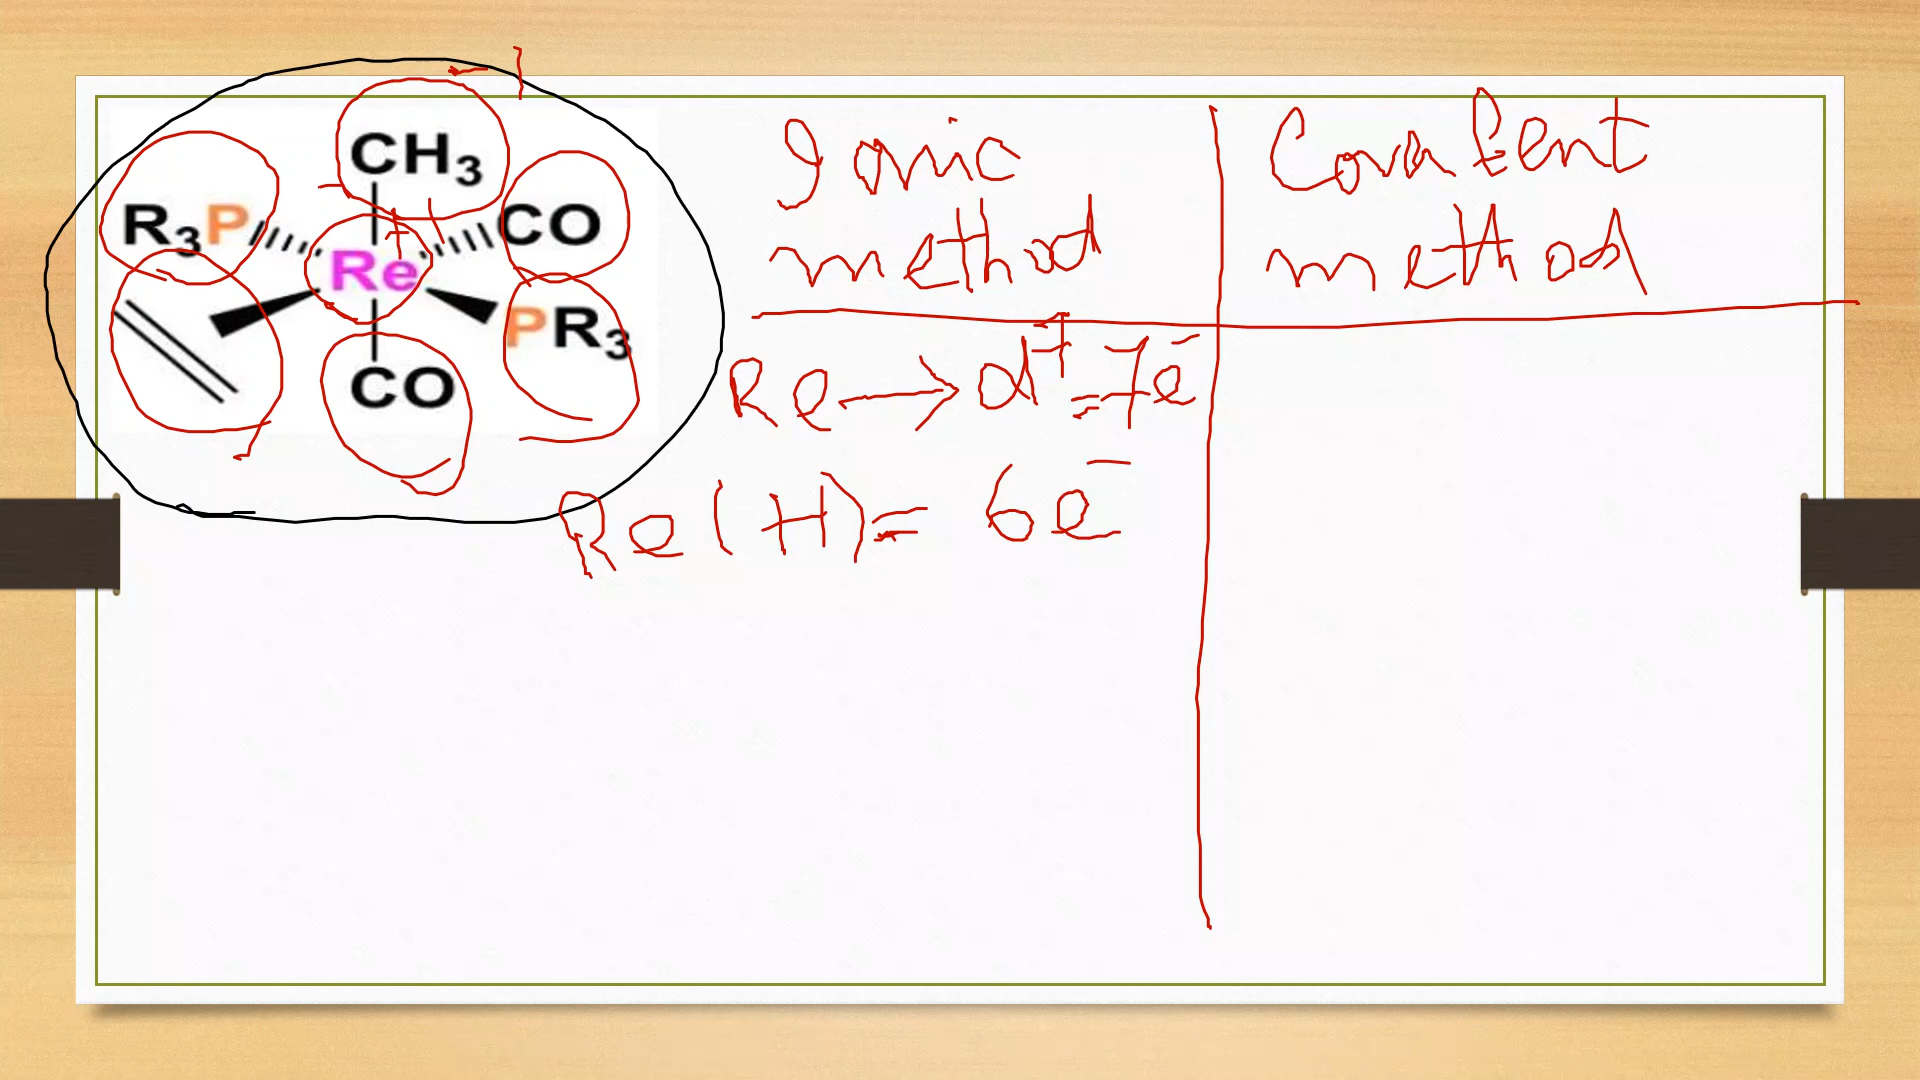 CH3
R3P
CO
Re
PR3
CO
Ionic method
Covalent method
Re → d7 = 7e-
Re(+1) = 6e-